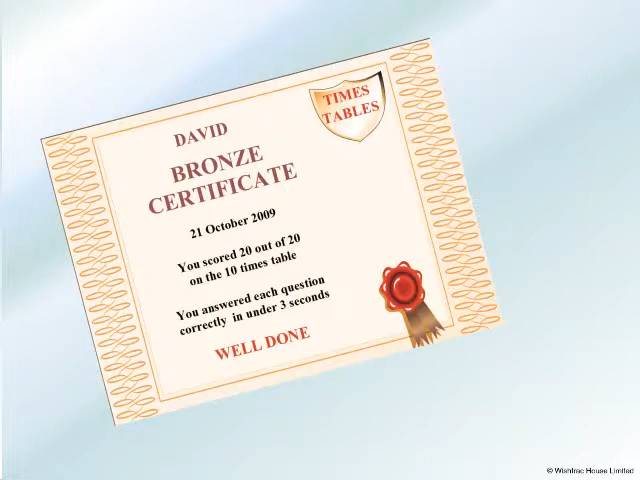 TIMES
TABLES
DAVID
BRONZE
CERTIFICATE
21 October 2009
You scored 20 out of 20
on the 10 times table
You answered each question
correctly in under 3 seconds
WELL DONE
© Wishtrac House Limited